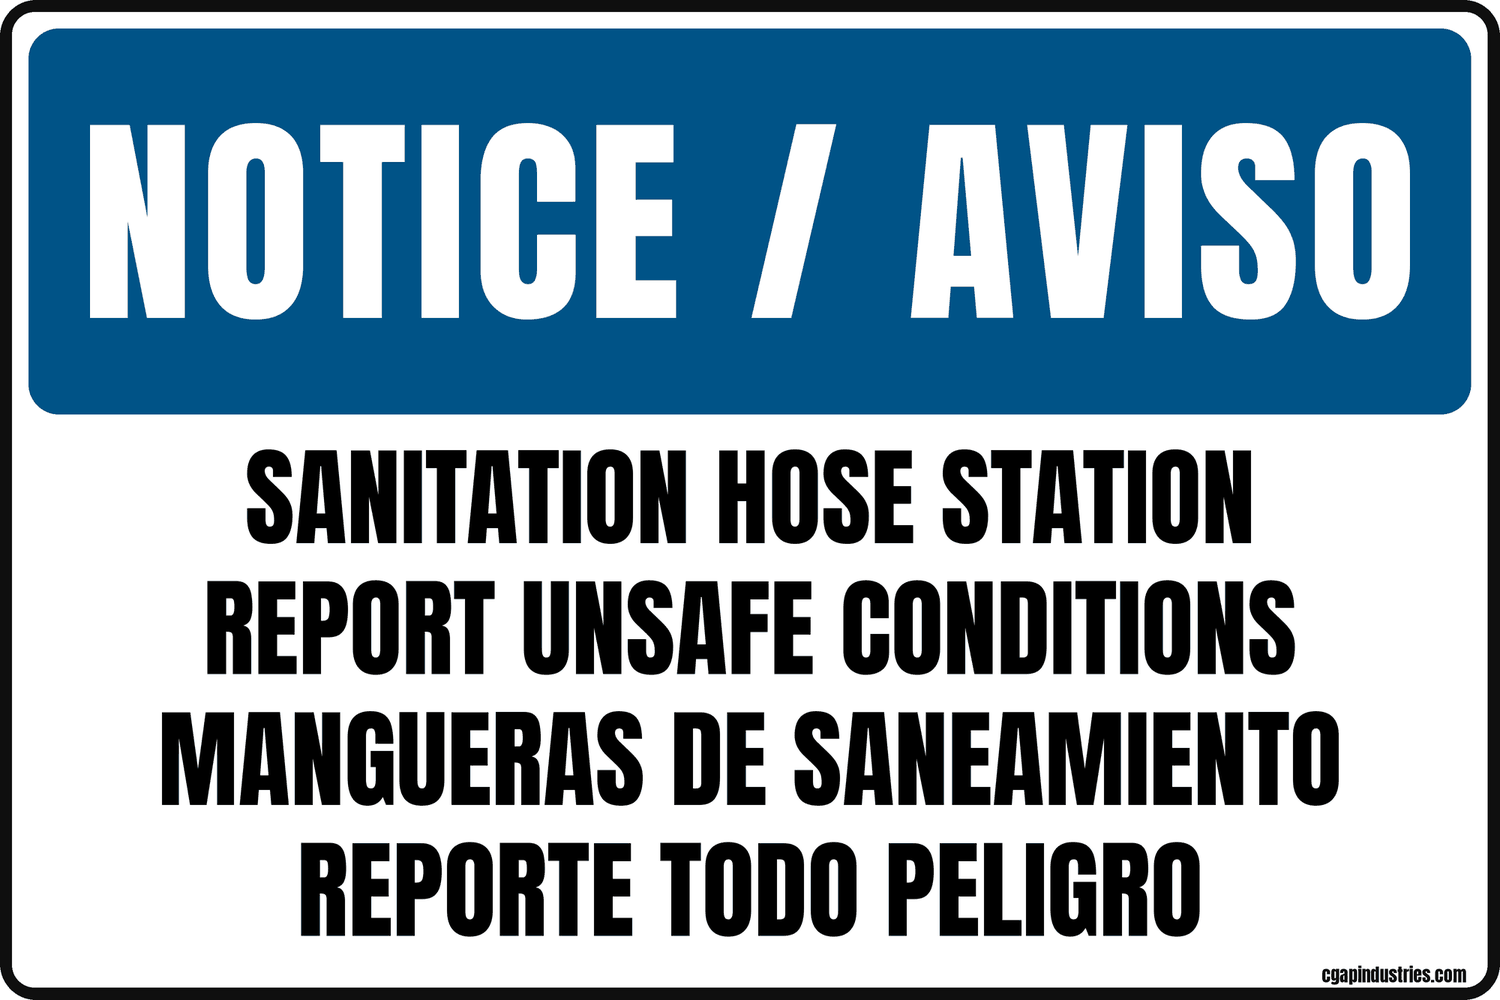 NOTICE / AVISO
SANITATION HOSE STATION
REPORT UNSAFE CONDITIONS
MANGUERAS DE SANEAMIENTO
REPORTE TODO PELIGRO
cgapindustries.com